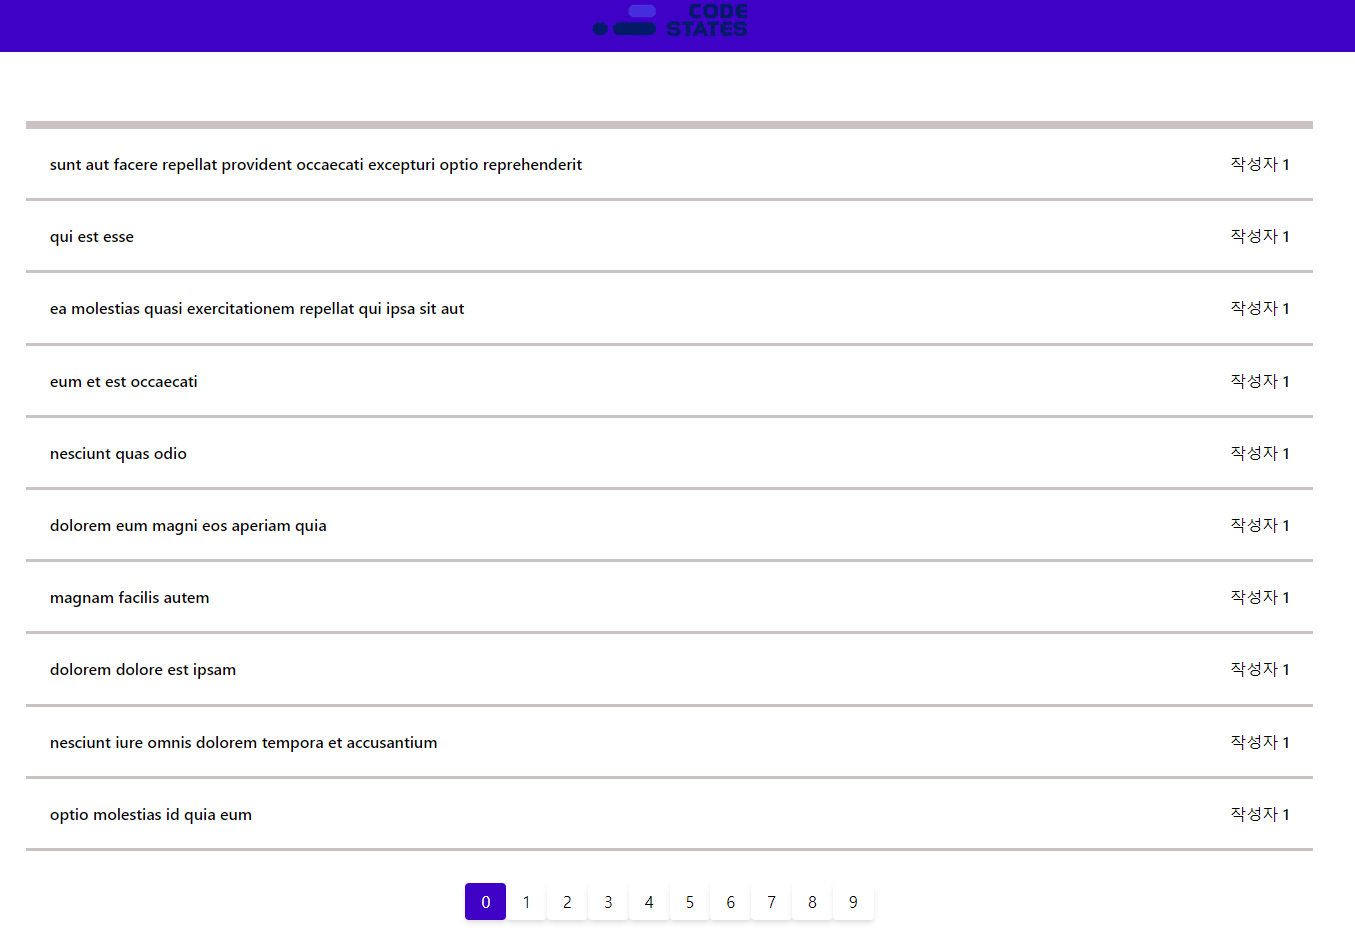 CODE
STATES
sunt aut facere repellat provident occaecati excepturi optio reprehenderit 작성자 1
qui est esse 작성자 1
ea molestias quasi exercitationem repellat qui ipsa sit aut 작성자 1
eum et est occaecati 작성자 1
nesciunt quas odio 작성자 1
dolorem eum magni eos aperiam quia 작성자 1
magnam facilis autem 작성자 1
dolorem dolore est ipsam 작성자 1
nesciunt iure omnis dolorem tempora et accusantium 작성자 1
optio molestias id quia eum 작성자 1
0 1 2 3 4 5 6 7 8 9